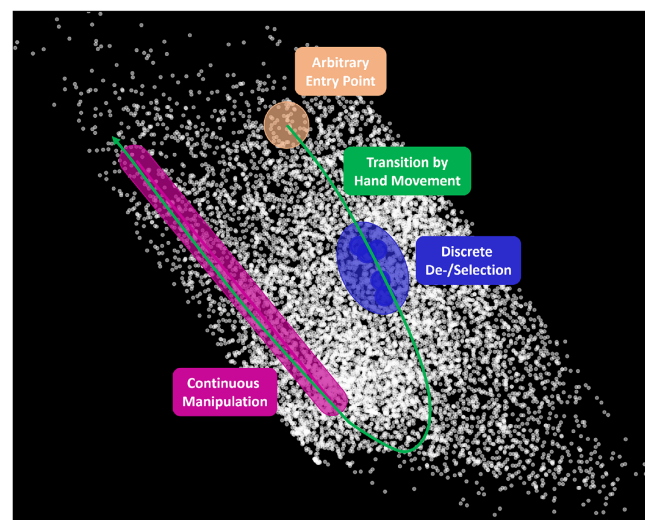 Arbitrary
Entry Point
Transition by
Hand Movement
Discrete
De-/Selection
Continuous
Manipulation